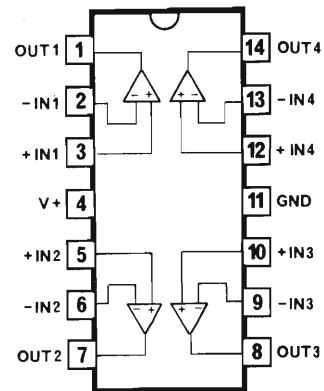 OUT1 1 14 OUT4
- + + -
-IN1 2 13 -IN4
+IN1 3 12 +IN4
V+ 4 11 GND
+IN2 5 10 +IN3
-IN2 6 9 -IN3
- + + -
OUT2 7 8 OUT3